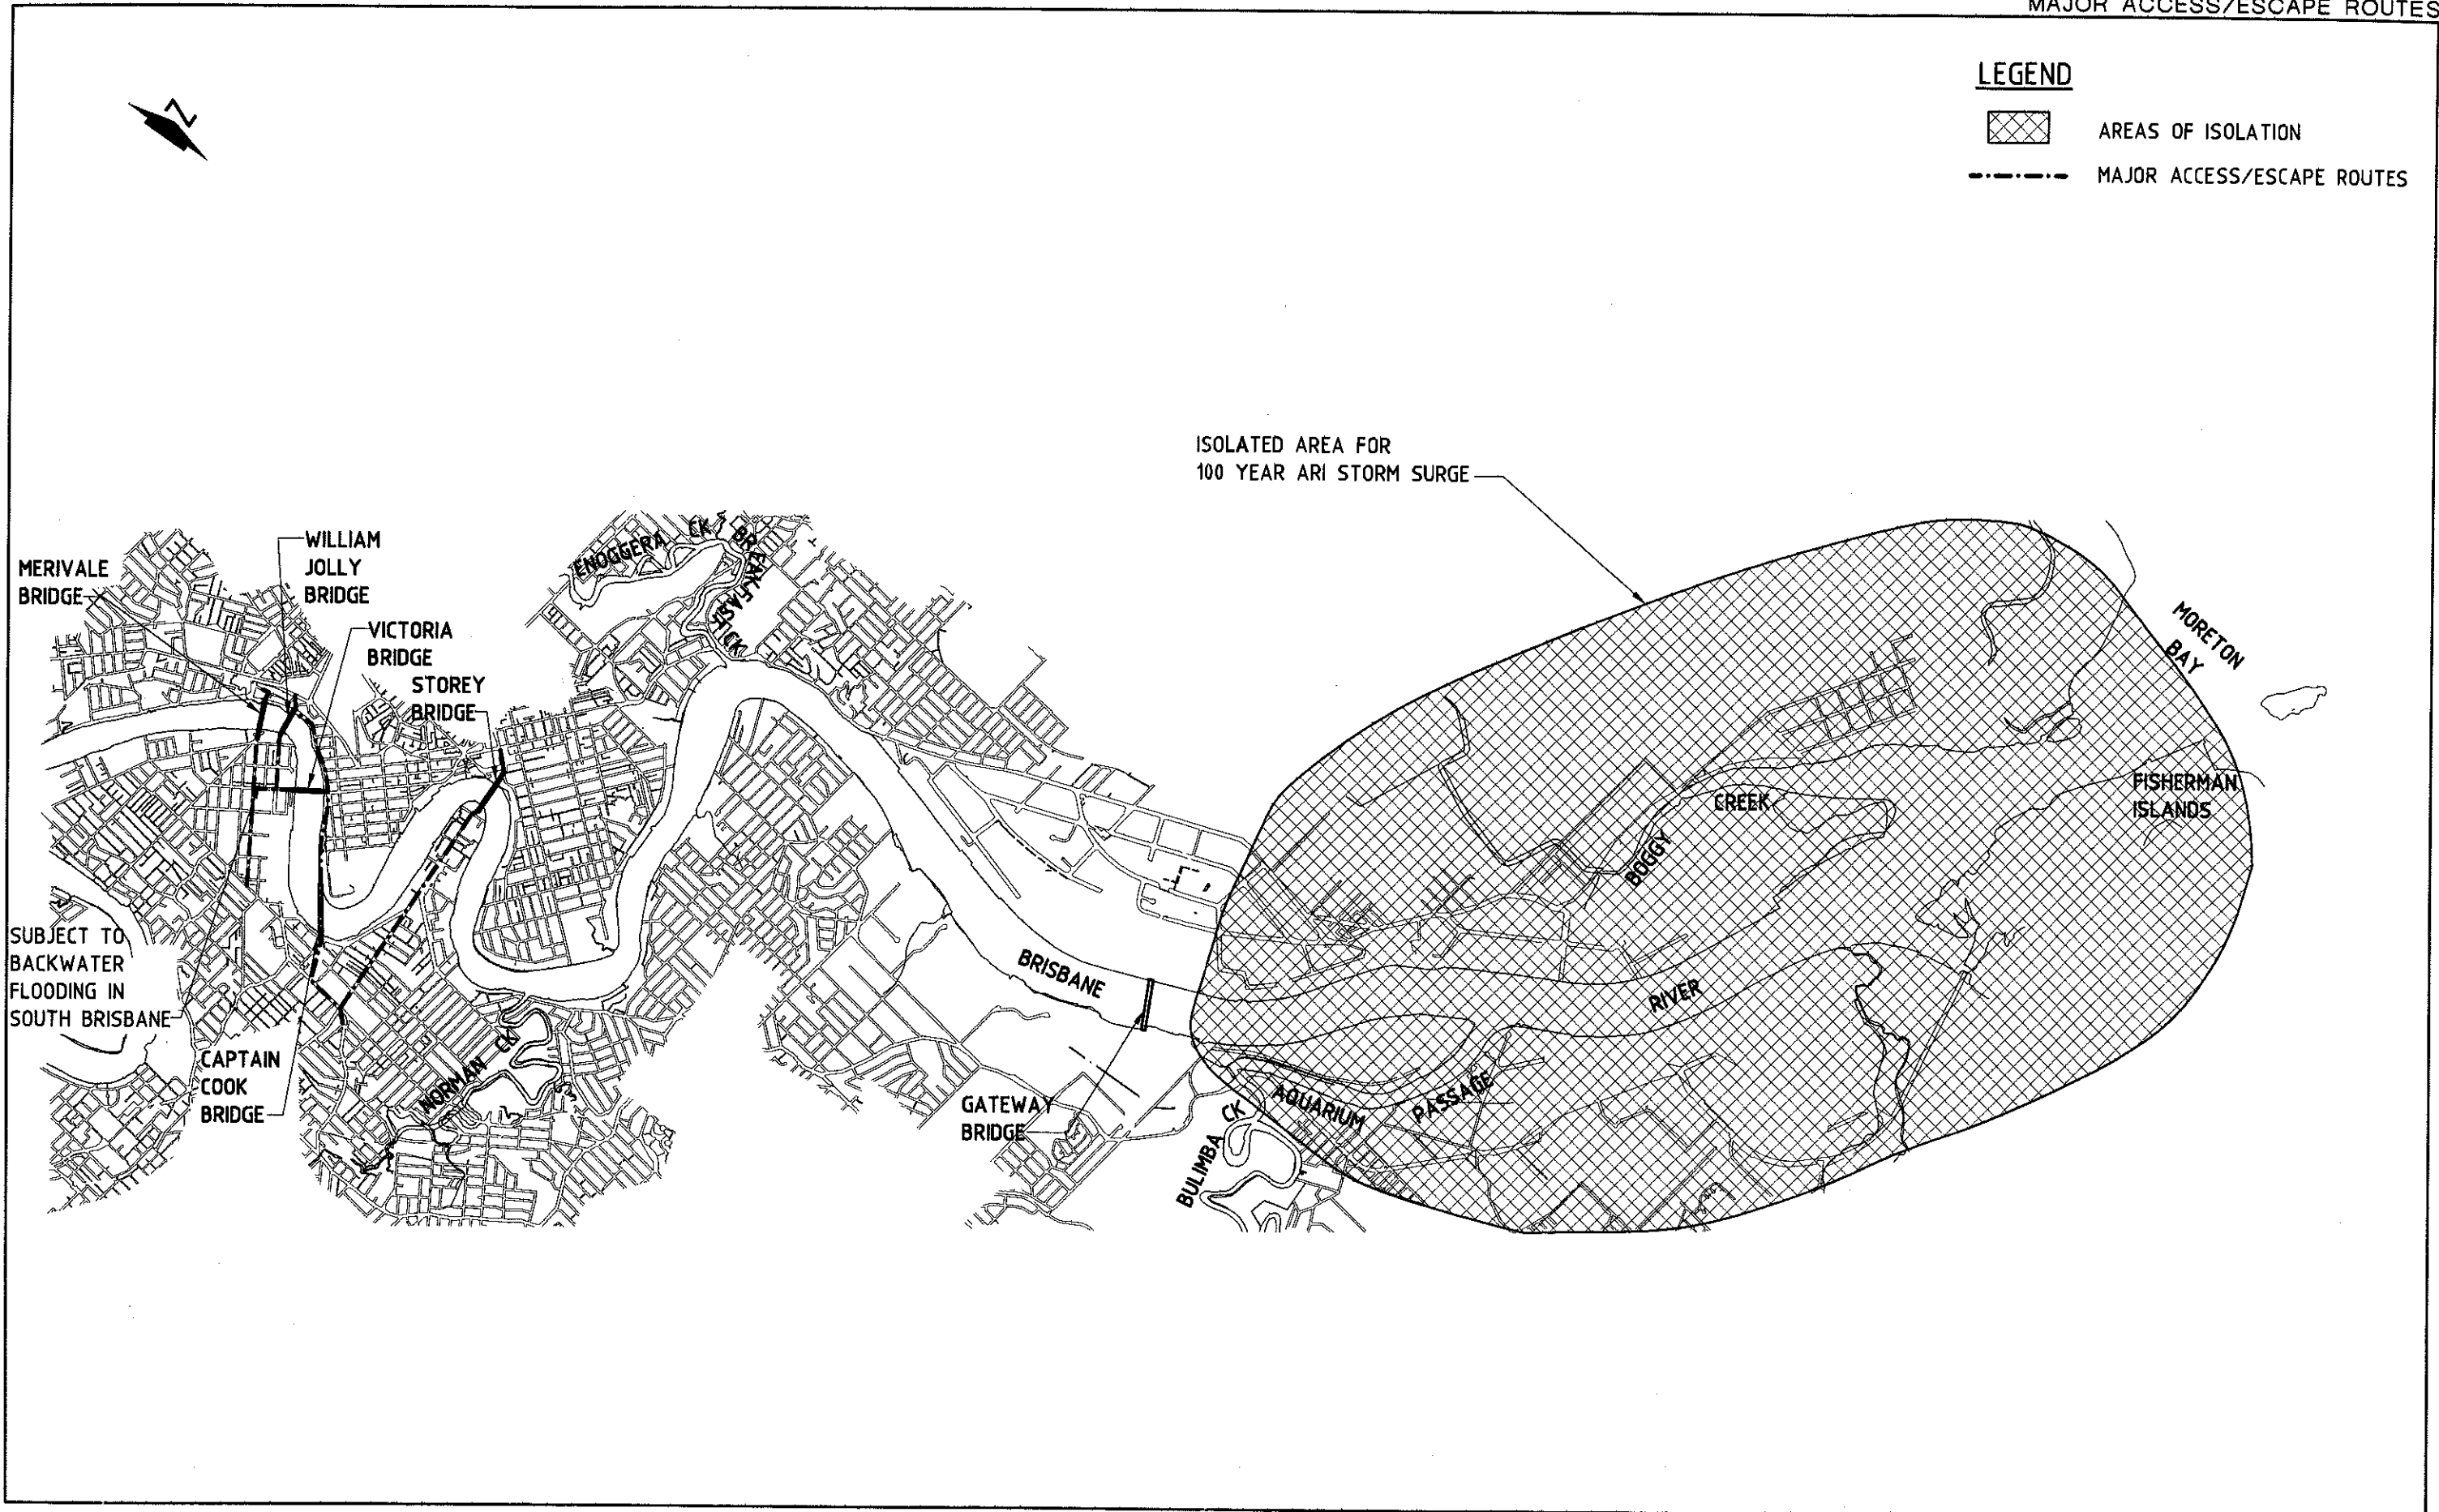 MAJOR ACCESS/ESCAPE ROUTES
N
LEGEND
AREAS OF ISOLATION
MAJOR ACCESS/ESCAPE ROUTES
ISOLATED AREA FOR
100 YEAR ARI STORM SURGE
MERIVALE
BRIDGE
WILLIAM
JOLLY
BRIDGE
VICTORIA
BRIDGE
STOREY
BRIDGE
ENOGGERA CK
BREAKFAST CK
MORETON
BAY
FISHERMAN
ISLANDS
BOGGY
CREEK
BRISBANE
RIVER
SUBJECT TO
BACKWATER
FLOODING IN
SOUTH BRISBANE
CAPTAIN
COOK
BRIDGE
NORMAN CK
GATEWAY
BRIDGE
BULIMBA CK
AQUARIUM
PASSAGE